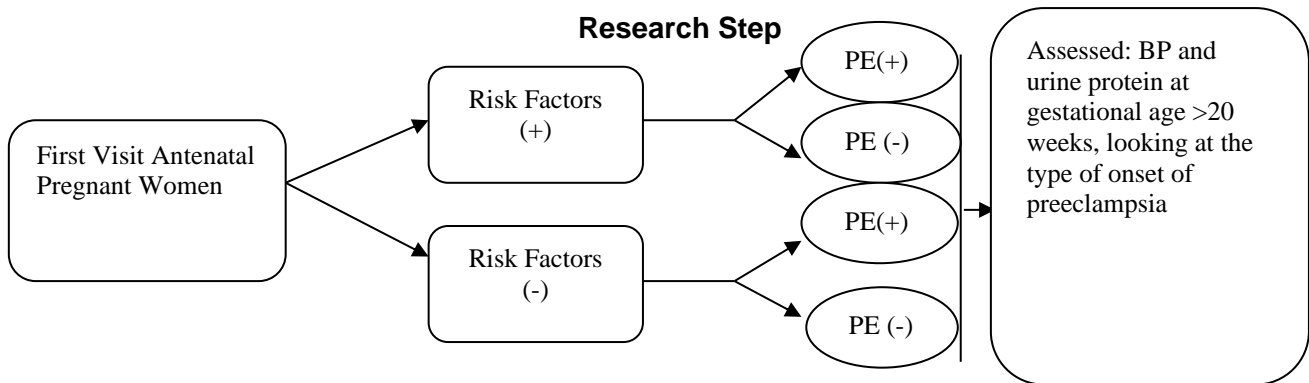 Research Step
First Visit Antenatal
Pregnant Women
Risk Factors
(+)
Risk Factors
(-)
PE(+)
PE (-)
PE(+)
PE (-)
Assessed: BP and
urine protein at
gestational age >20
weeks, looking at the
type of onset of
preeclampsia